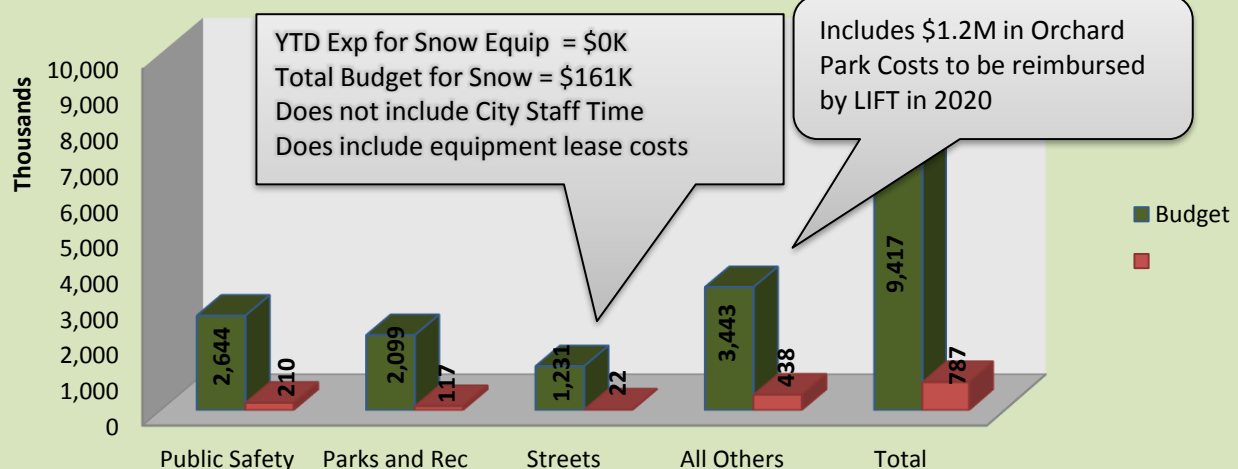 YTD Exp for Snow Equip = $0K
Total Budget for Snow = $161K
Does not include City Staff Time
Does include equipment lease costs
Includes $1.2M in Orchard
Park Costs to be reimbursed
by LIFT in 2020
Thousands
10,000
9,000
8,000
7,000
6,000
5,000
4,000
3,000
2,000
1,000
0
2,644
210
2,099
117
1,231
22
3,443
438
9,417
787
Public Safety
Parks and Rec
Streets
All Others
Total
Budget